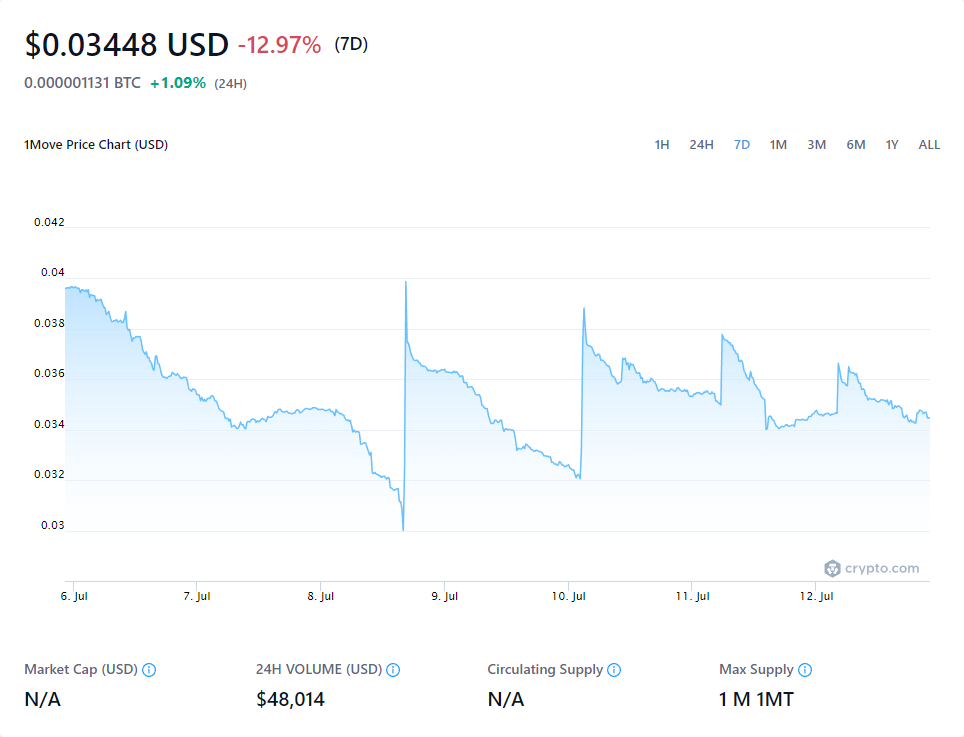 $0.03448 USD -12.97% (7D)
0.000001131 BTC +1.09% (24H)
1Move Price Chart (USD) 1H 24H 7D 1M 3M 6M 1Y ALL
0.042
0.04
0.038
0.036
0.034
0.032
0.03
crypto.com
6. Jul 7. Jul 8. Jul 9. Jul 10. Jul 11. Jul 12. Jul
Market Cap (USD) 24H VOLUME (USD) Circulating Supply Max Supply
N/A $48,014 N/A 1 M 1MT